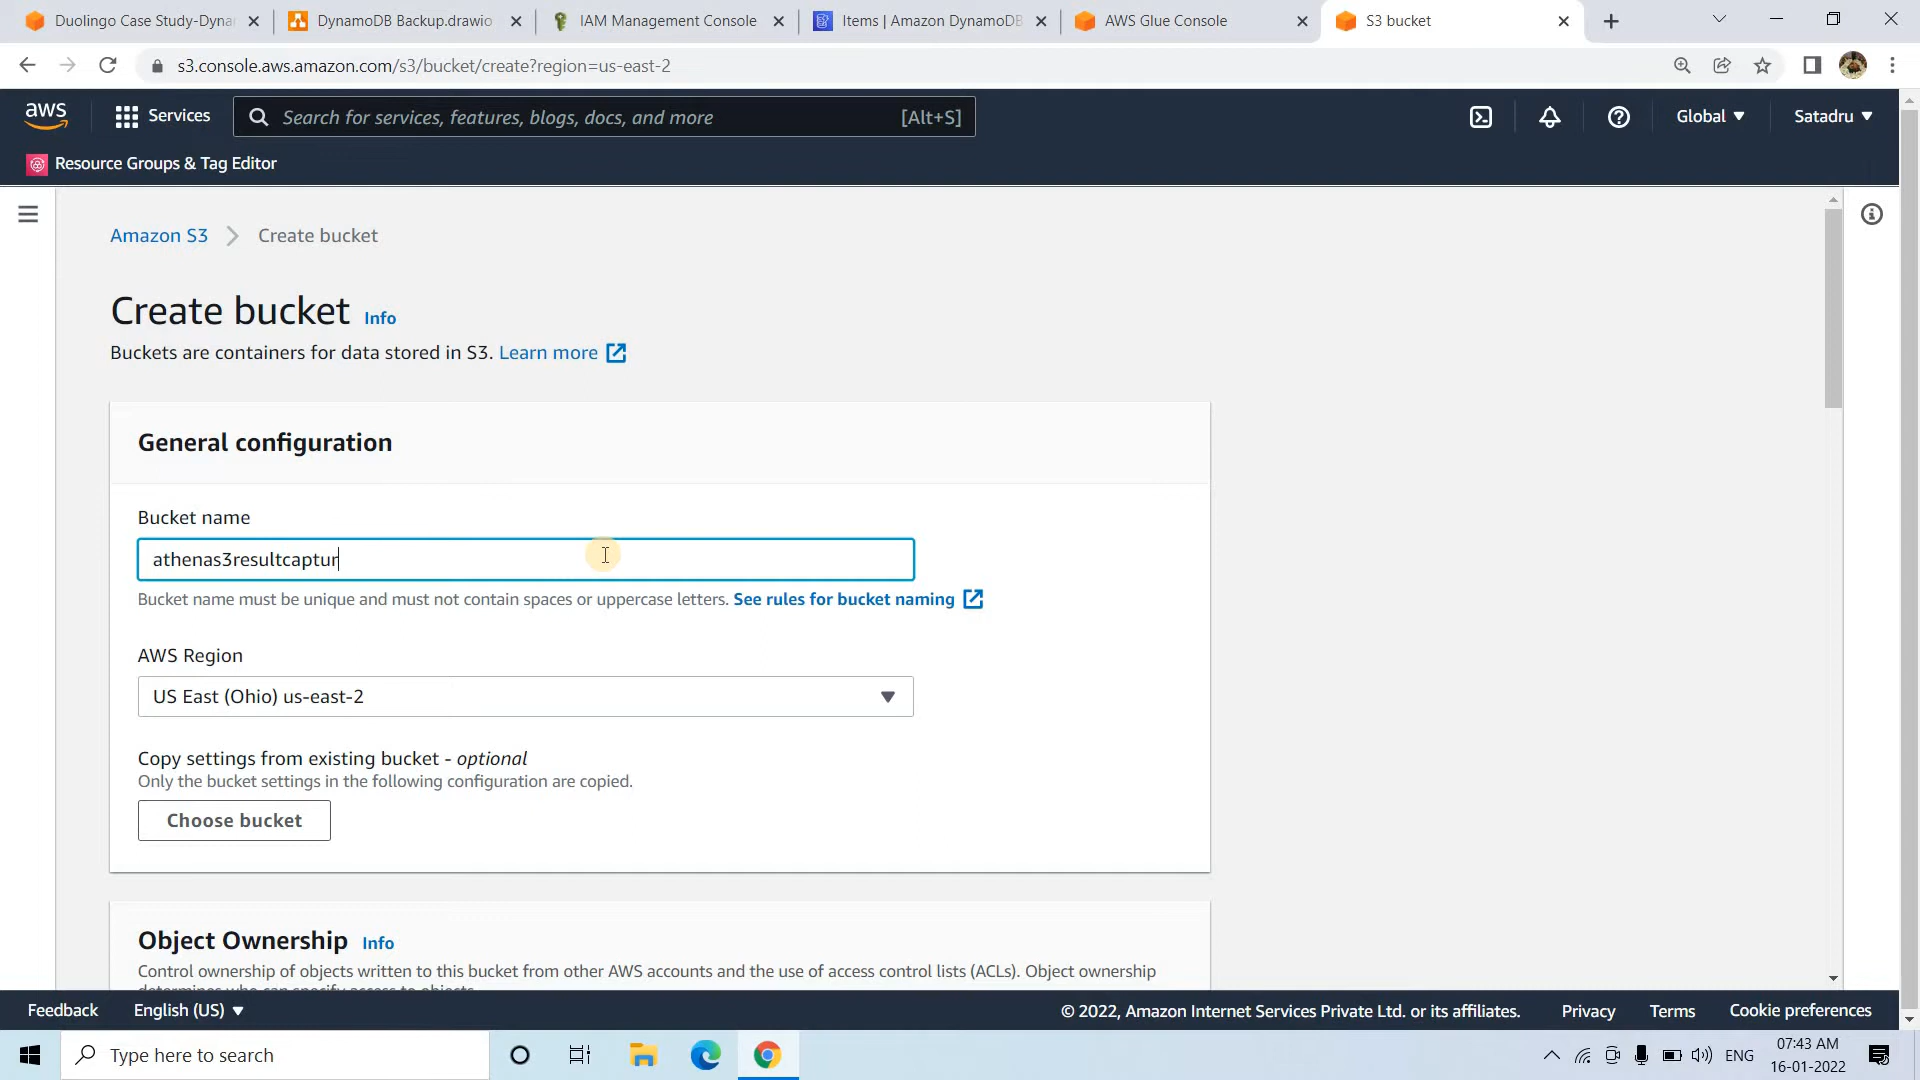 Duolingo Case Study-Dyna
DynamoDB Backup.drawio
IAM Management Console
Items | Amazon DynamoDB
AWS Glue Console
S3 bucket
s3.console.aws.amazon.com/s3/bucket/create?region=us-east-2
aws
Services
Search for services, features, blogs, docs, and more
[Alt+S]
Global
Satadru
Resource Groups & Tag Editor
Amazon S3
Create bucket
Create bucket Info
Buckets are containers for data stored in S3. Learn more
General configuration
Bucket name
athenas3resultcaptur
Bucket name must be unique and must not contain spaces or uppercase letters. See rules for bucket naming
AWS Region
US East (Ohio) us-east-2
Copy settings from existing bucket - optional
Only the bucket settings in the following configuration are copied.
Choose bucket
Object Ownership Info
Control ownership of objects written to this bucket from other AWS accounts and the use of access control lists (ACLs). Object ownership
determines who can specify access to objects.
Feedback
English (US)
© 2022, Amazon Internet Services Private Ltd. or its affiliates.
Privacy
Terms
Cookie preferences
Type here to search
ENG
07:43 AM
16-01-2022